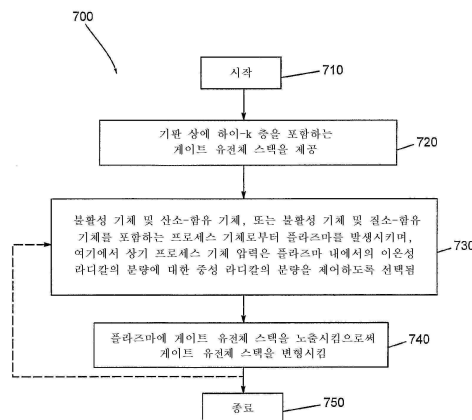 700
시작
710
기판 상에 하이-k 층을 포함하는
게이트 유전체 스택을 제공
720
불활성 기체 및 산소-함유 기체, 또는 불활성 기체 및 질소-함유
기체를 포함하는 프로세스 기체로부터 플라즈마를 발생시키며,
여기에서 상기 프로세스 기체 압력은 플라즈마 내에서의 이온성
라디칼의 분량에 대한 중성 라디칼의 분량을 제어하도록 선택됨
730
플라즈마에 게이트 유전체 스택을 노출시킴으로써
게이트 유전체 스택을 변형시킴
740
종료
750